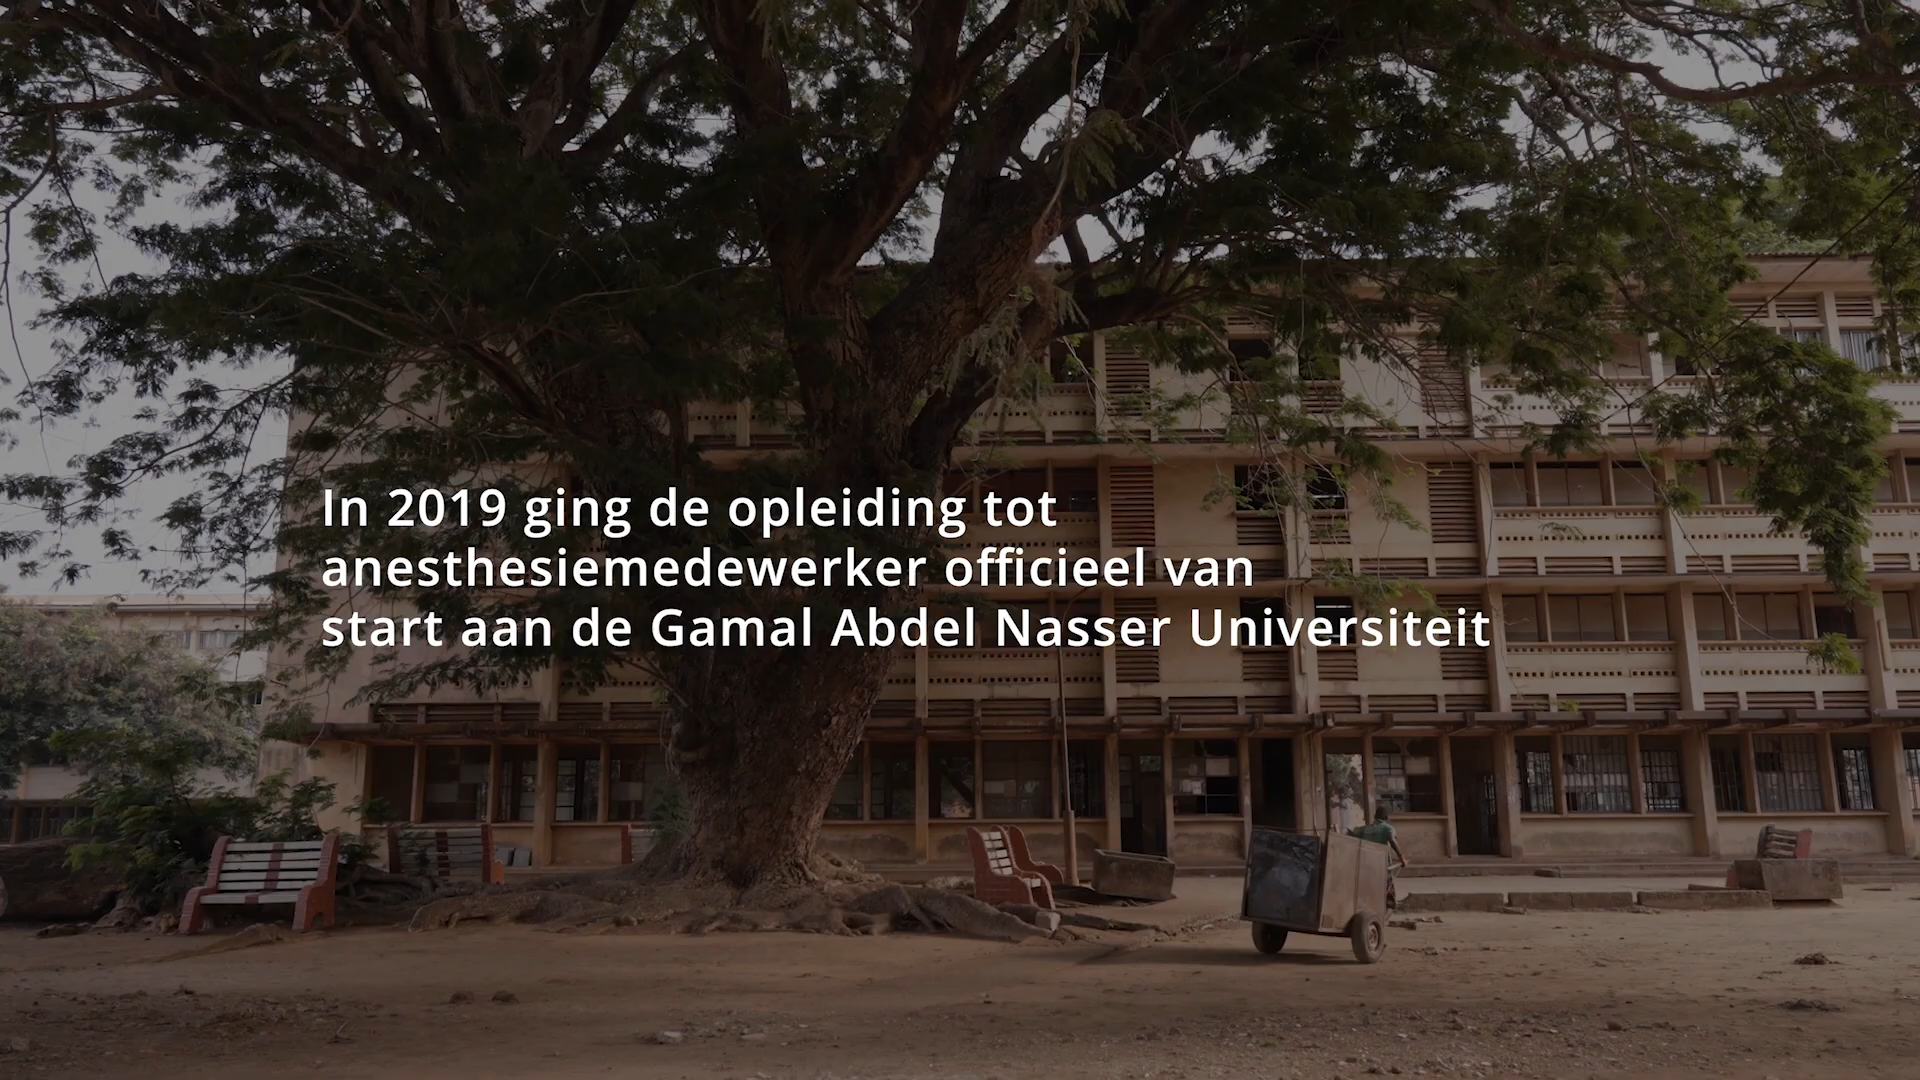 In 2019 ging de opleiding tot
anesthesiemedewerker officieel van
start aan de Gamal Abdel Nasser Universiteit